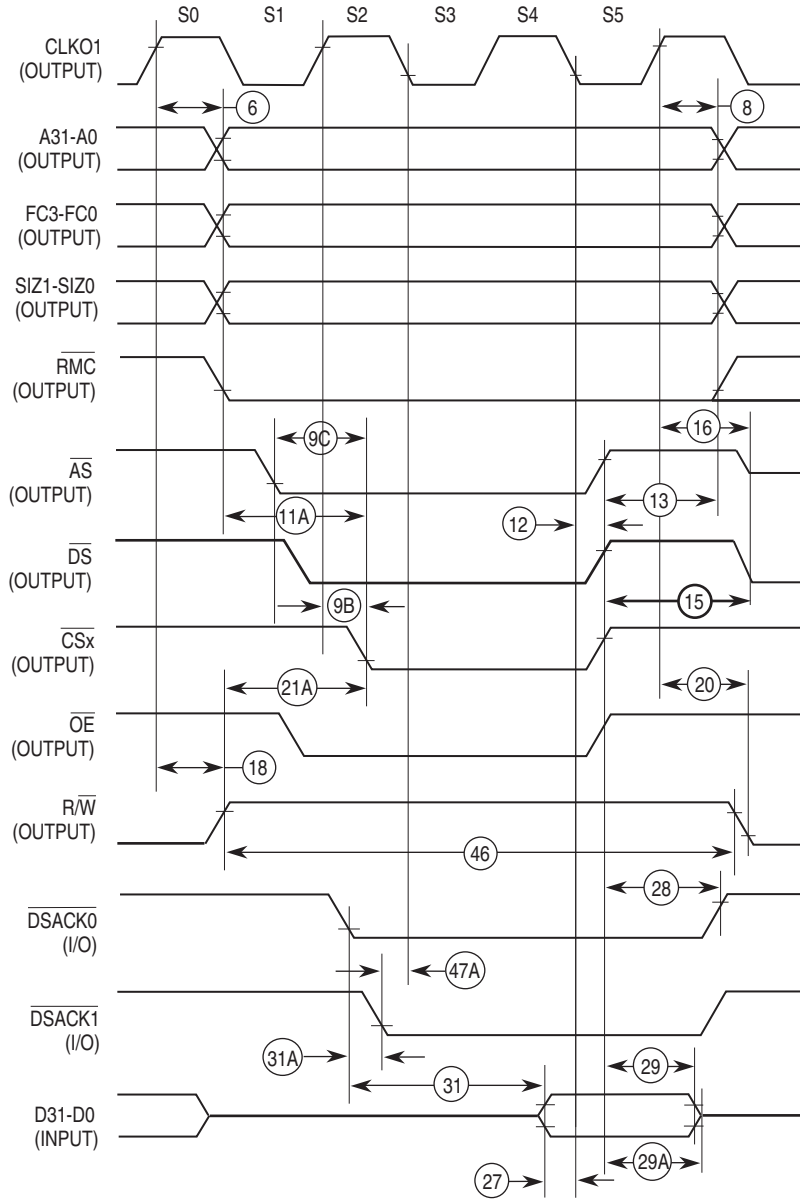 S0 S1 S2 S3 S4 S5
CLKO1
(OUTPUT)
6
8
A31-A0
(OUTPUT)
FC3-FC0
(OUTPUT)
SIZ1-SIZ0
(OUTPUT)
RMC
(OUTPUT)
16
9C
AS
(OUTPUT)
13
11A
12
DS
(OUTPUT)
15
9B
CSx
(OUTPUT)
21A
20
OE
(OUTPUT)
18
R/W
(OUTPUT)
46
28
DSACK0
(I/O)
47A
DSACK1
(I/O)
31A
29
31
D31-D0
(INPUT)
29A
27